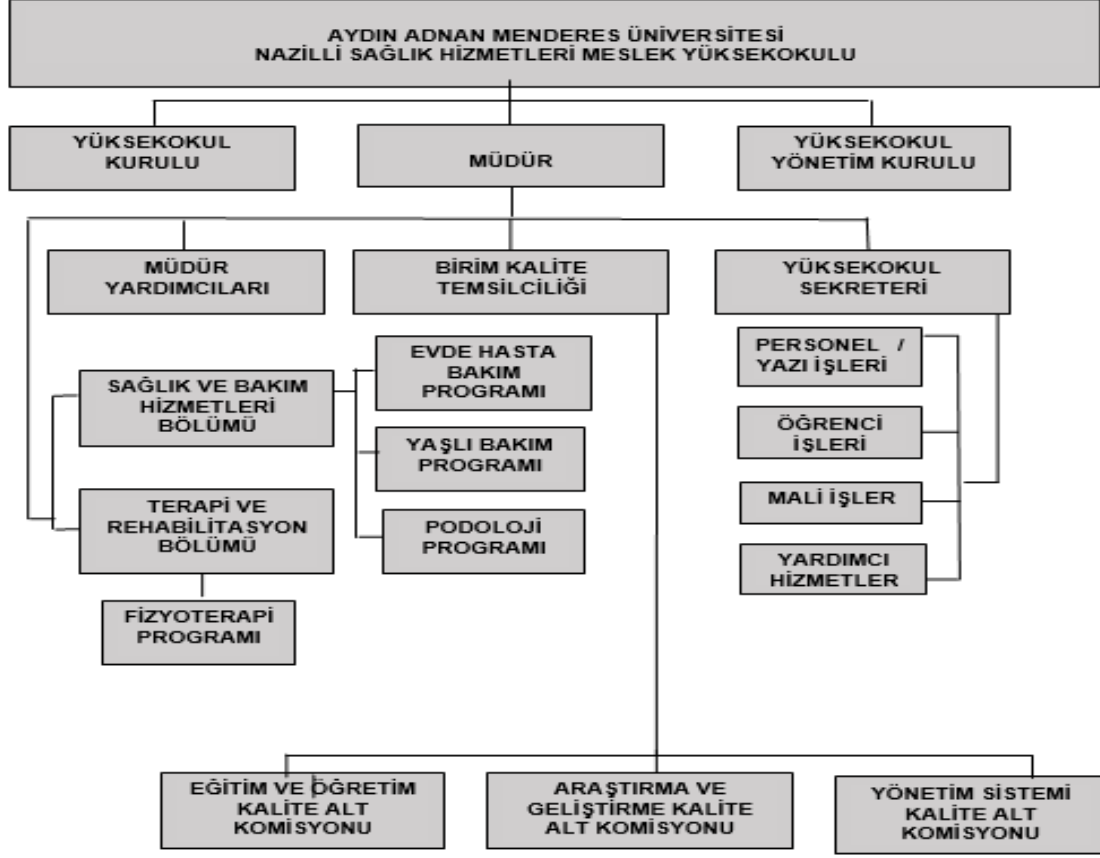 AYDIN ADNAN MENDERES ÜNİVERSİTESİ
NAZİLLİ SAĞLIK HİZMETLERİ MESLEK YÜKSEKOKULU
YÜKSEKOKUL
KURULU
MÜDÜR
YÜKSEKOKUL
YÖNETİM KURULU
MÜDÜR
YARDIMCILARI
BİRİM KALİTE
TEMSİLCİLİĞİ
YÜKSEKOKUL
SEKRETERİ
SAĞLIK VE BAKIM
HİZMETLERİ
BÖLÜMÜ
EVDE HASTA
BAKIM
PROGRAMI
YAŞLI BAKIM
PROGRAMI
PODOLOJİ
PROGRAMI
TERAPİ VE
REHABİLİTASYON
BÖLÜMÜ
FİZYOTERAPİ
PROGRAMI
PERSONEL /
YAZI İŞLERİ
ÖĞRENCİ
İŞLERİ
MALİ İŞLER
YARDIMCI
HİZMETLER
EĞİTİM VE ÖĞRETİM
KALİTE ALT
KOMİSYONU
ARAŞTIRMA VE
GELİŞTİRME KALİTE
ALT KOMİSYONU
YÖNETİM SİSTEMİ
KALİTE ALT
KOMİSYONU